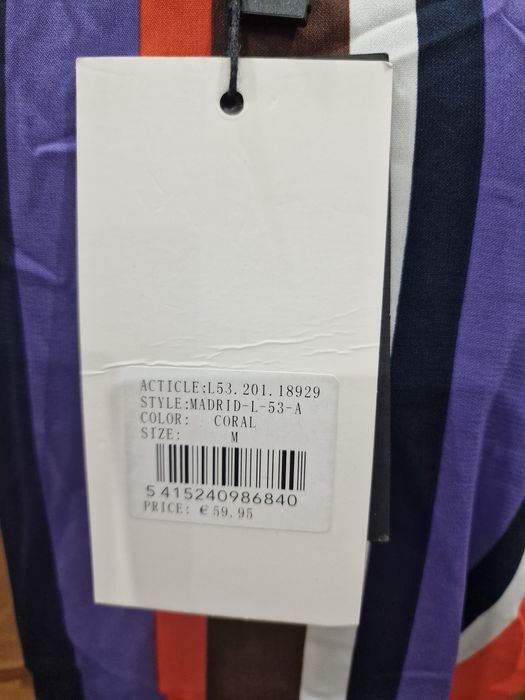 ACTICLE:L53.201.18929
STYLE:MADRID-L-53-A
COLOR: CORAL
SIZE: M
5 415240 986840
PRICE: €59.95